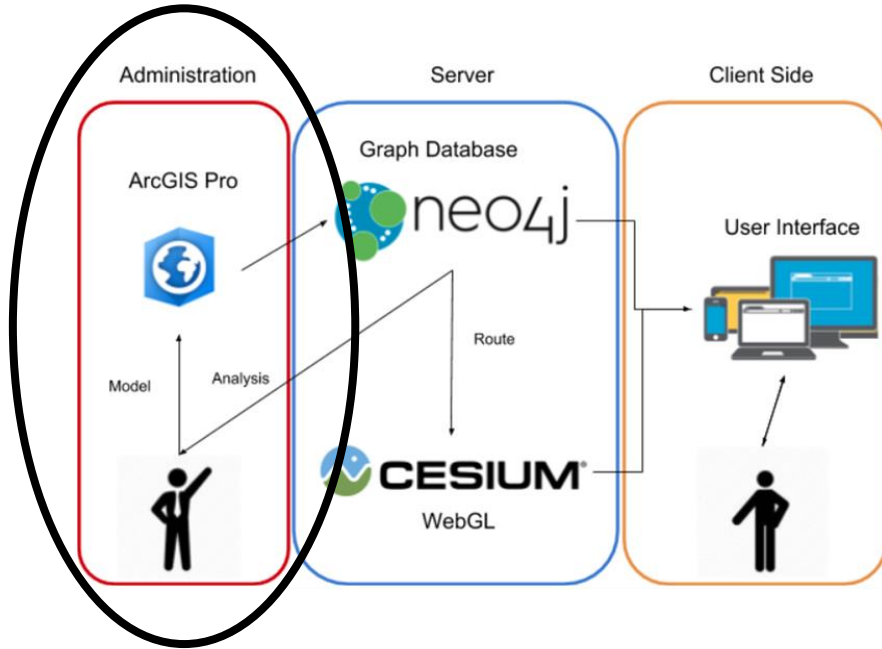 Administration
Server
Client Side
Graph Database
ArcGIS Pro
neo4j
User Interface
Route
Model
Analysis
CESIUM®
WebGL